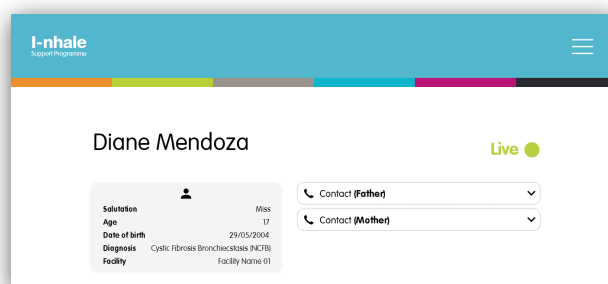 I-nhale
Support Programme
Diane Mendoza
Live
Salutation Miss
Age 17
Date of birth 29/05/2004
Diagnosis Cystic Fibrosis Bronchiecstasis (NCFB)
Facility Facility Name 01
Contact (Father)
Contact (Mother)